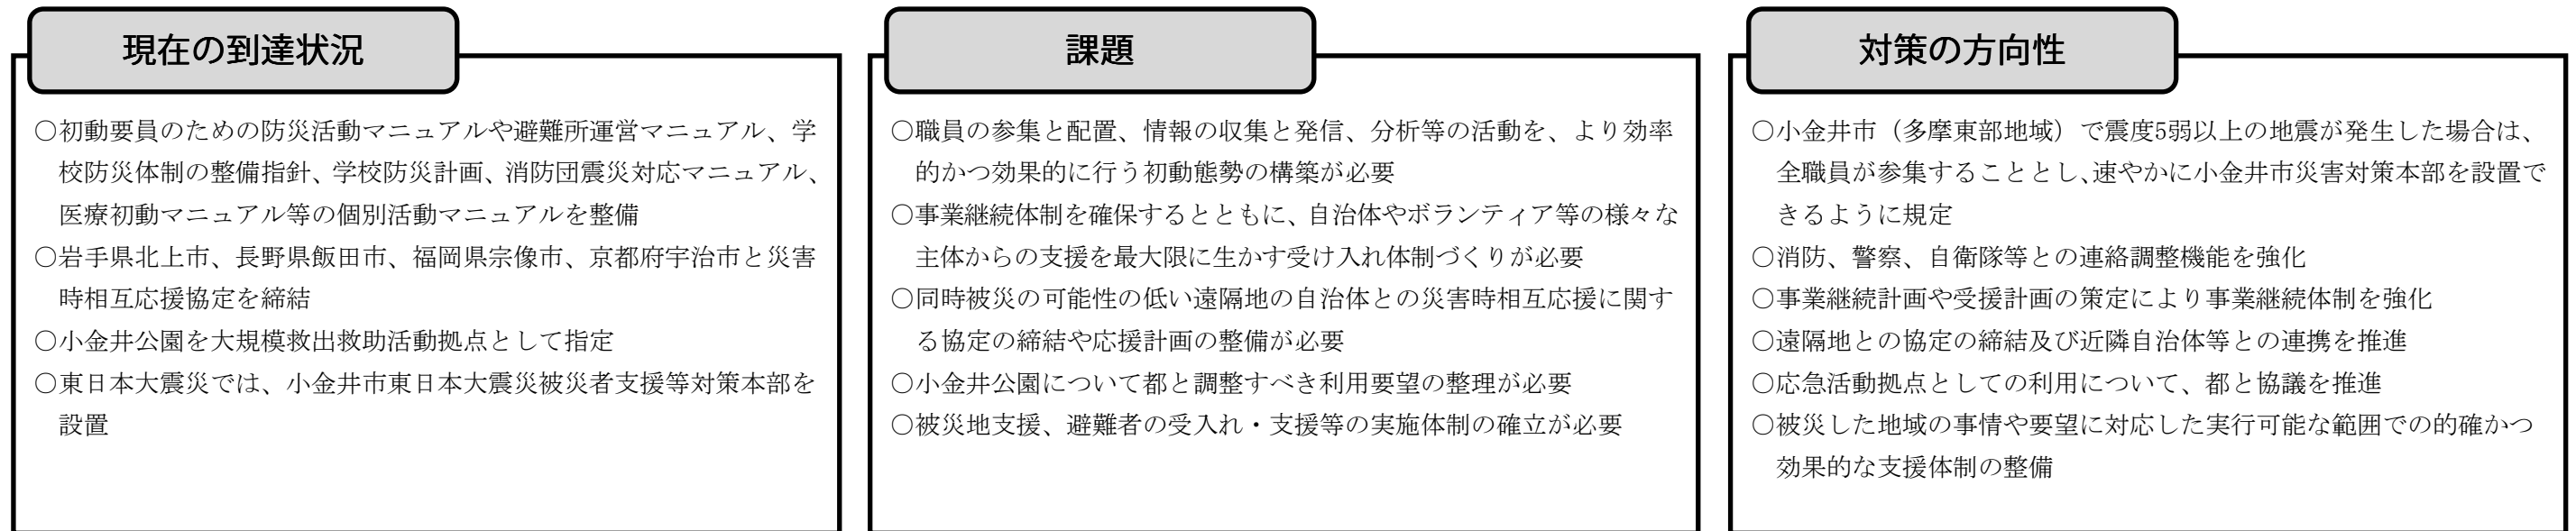 現在の到達状況
○初動要員のための防災活動マニュアルや避難所運営マニュアル、学
校防災体制の整備指針、学校防災計画、消防団震災対応マニュアル、
医療初動マニュアル等の個別活動マニュアルを整備
○岩手県北上市、長野県飯田市、福岡県宗像市、京都府宇治市と災害
時相互応援協定を締結
○小金井公園を大規模救出救助活動拠点として指定
○東日本大震災では、小金井市東日本大震災被災者支援等対策本部を
設置
課題
○職員の参集と配置、情報の収集と発信、分析等の活動を、より効率
的かつ効果的に行う初動態勢の構築が必要
○事業継続体制を確保するとともに、自治体やボランティア等の様々な
主体からの支援を最大限に生かす受け入れ体制づくりが必要
○同時被災の可能性の低い遠隔地の自治体との災害時相互応援に関す
る協定の締結や応援計画の整備が必要
○小金井公園について都と調整すべき利用要望の整理が必要
○被災地支援、避難者の受入れ・支援等の実施体制の確立が必要
対策の方向性
○小金井市（多摩東部地域）で震度5弱以上の地震が発生した場合は、
全職員が参集することとし、速やかに小金井市災害対策本部を設置で
きるように規定
○消防、警察、自衛隊等との連絡調整機能を強化
○事業継続計画や受援計画の策定により事業継続体制を強化
○遠隔地との協定の締結及び近隣自治体等との連携を推進
○応急活動拠点としての利用について、都と協議を推進
○被災した地域の事情や要望に対応した実行可能な範囲での的確かつ
効果的な支援体制の整備